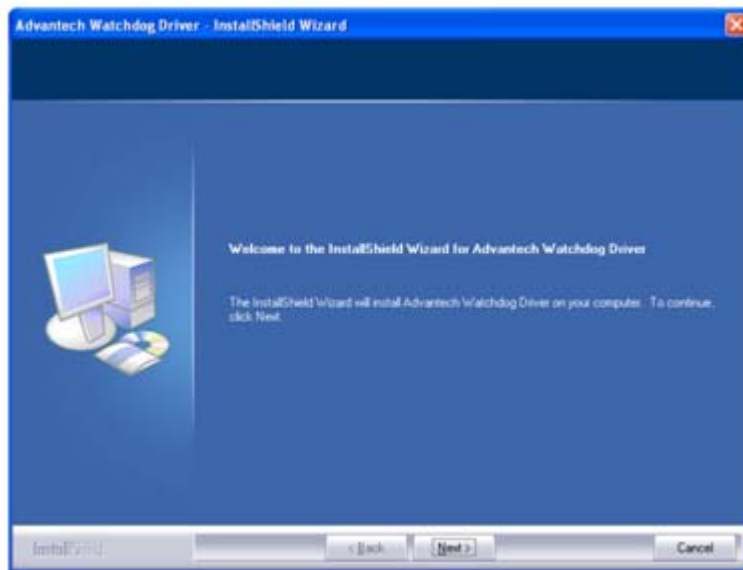 Advantech Watchdog Driver - InstallShield Wizard
Welcome to the InstallShield Wizard for Advantech Watchdog Driver
The InstallShield Wizard will install Advantech Watchdog Driver on your computer. To continue,
click Next
InstallShield
< Back
Next >
Cancel